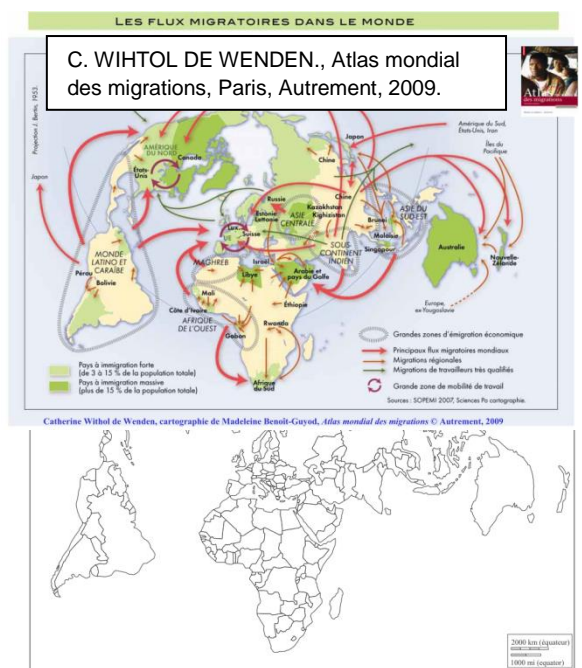 LES FLUX MIGRATOIRES DANS LE MONDE
C. WIHTOL DE WENDEN., Atlas mondial
des migrations, Paris, Autrement, 2009.
Atlas
des migrations
Projection J. Bertin, 1953.
Amérique du Sud,
États-Unis, Iran
Îles du
Pacifique
Japon
Japon
AMÉRIQUE
DU NORD
Canada
États-
Unis
Chine
Chine
Russie
Estonie
Lettonie
Kazakhstan
Kighizistan
ASIE
CENTRALE
Lux.
Suisse
SOUS-
CONTINENT
INDIEN
ASIE DU
SUD EST
Brunei
Malaisie
Singapour
MONDE
LATINO ET
CARAÏBE
Pérou
Bolivie
MAGHREB
Israël
Libye
Arabie et
pays du Golfe
Mali
Éthiopie
Côte d'Ivoire
AFRIQUE
DE L'OUEST
Gabon
Rwanda
Afrique
du Sud
Australie
Nouvelle-
Zélande
Europe,
ex Yougoslavie
Pays à immigration forte
(de 3 à 15 % de la population totale)
Pays à immigration massive
(plus de 15 % de la population totale)
Grandes zones d'émigration économique
Principaux flux migratoires mondiaux
Migrations régionales
Migrations de travailleurs très qualifiés
Grande zone de mobilité de travail
Sources : SOPEMI 2007, Sciences Po cartographie.
Catherine Withol de Wenden, cartographie de Madeleine Benoît-Guyod, Atlas mondial des migrations © Autrement, 2009
2000 km (équateur)
1000 mi (equator)